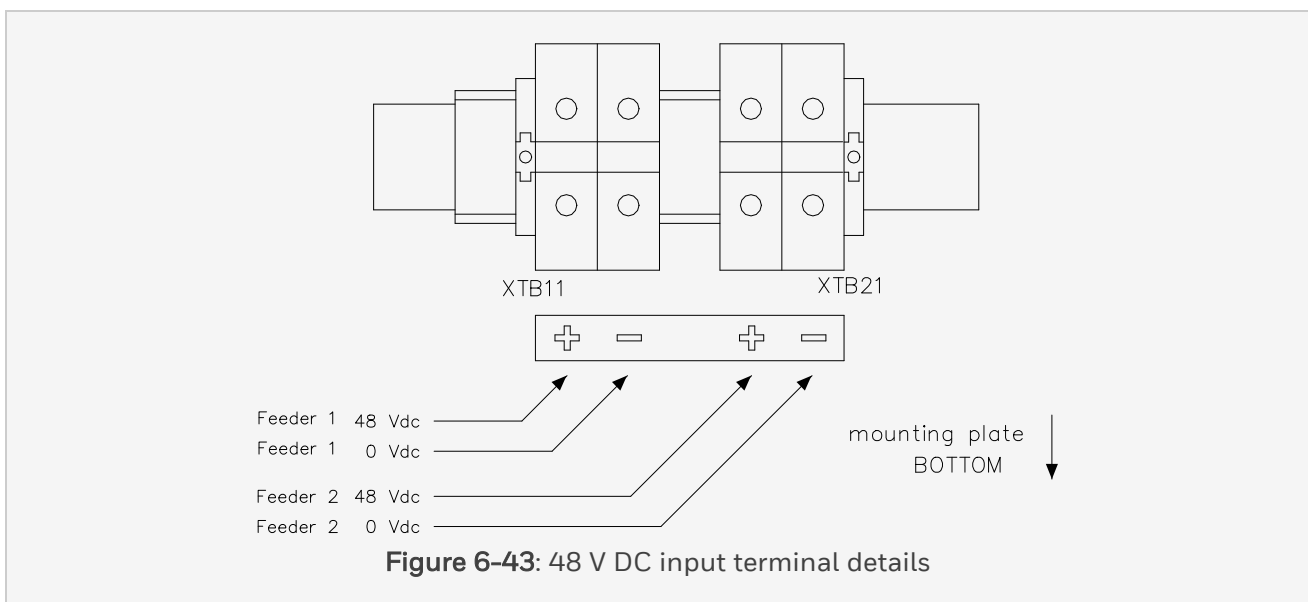 XTB11 XTB21
+ − + −
Feeder 1 48 Vdc
Feeder 1 0 Vdc
Feeder 2 48 Vdc
Feeder 2 0 Vdc
mounting plate
BOTTOM
Figure 6-43: 48 V DC input terminal details